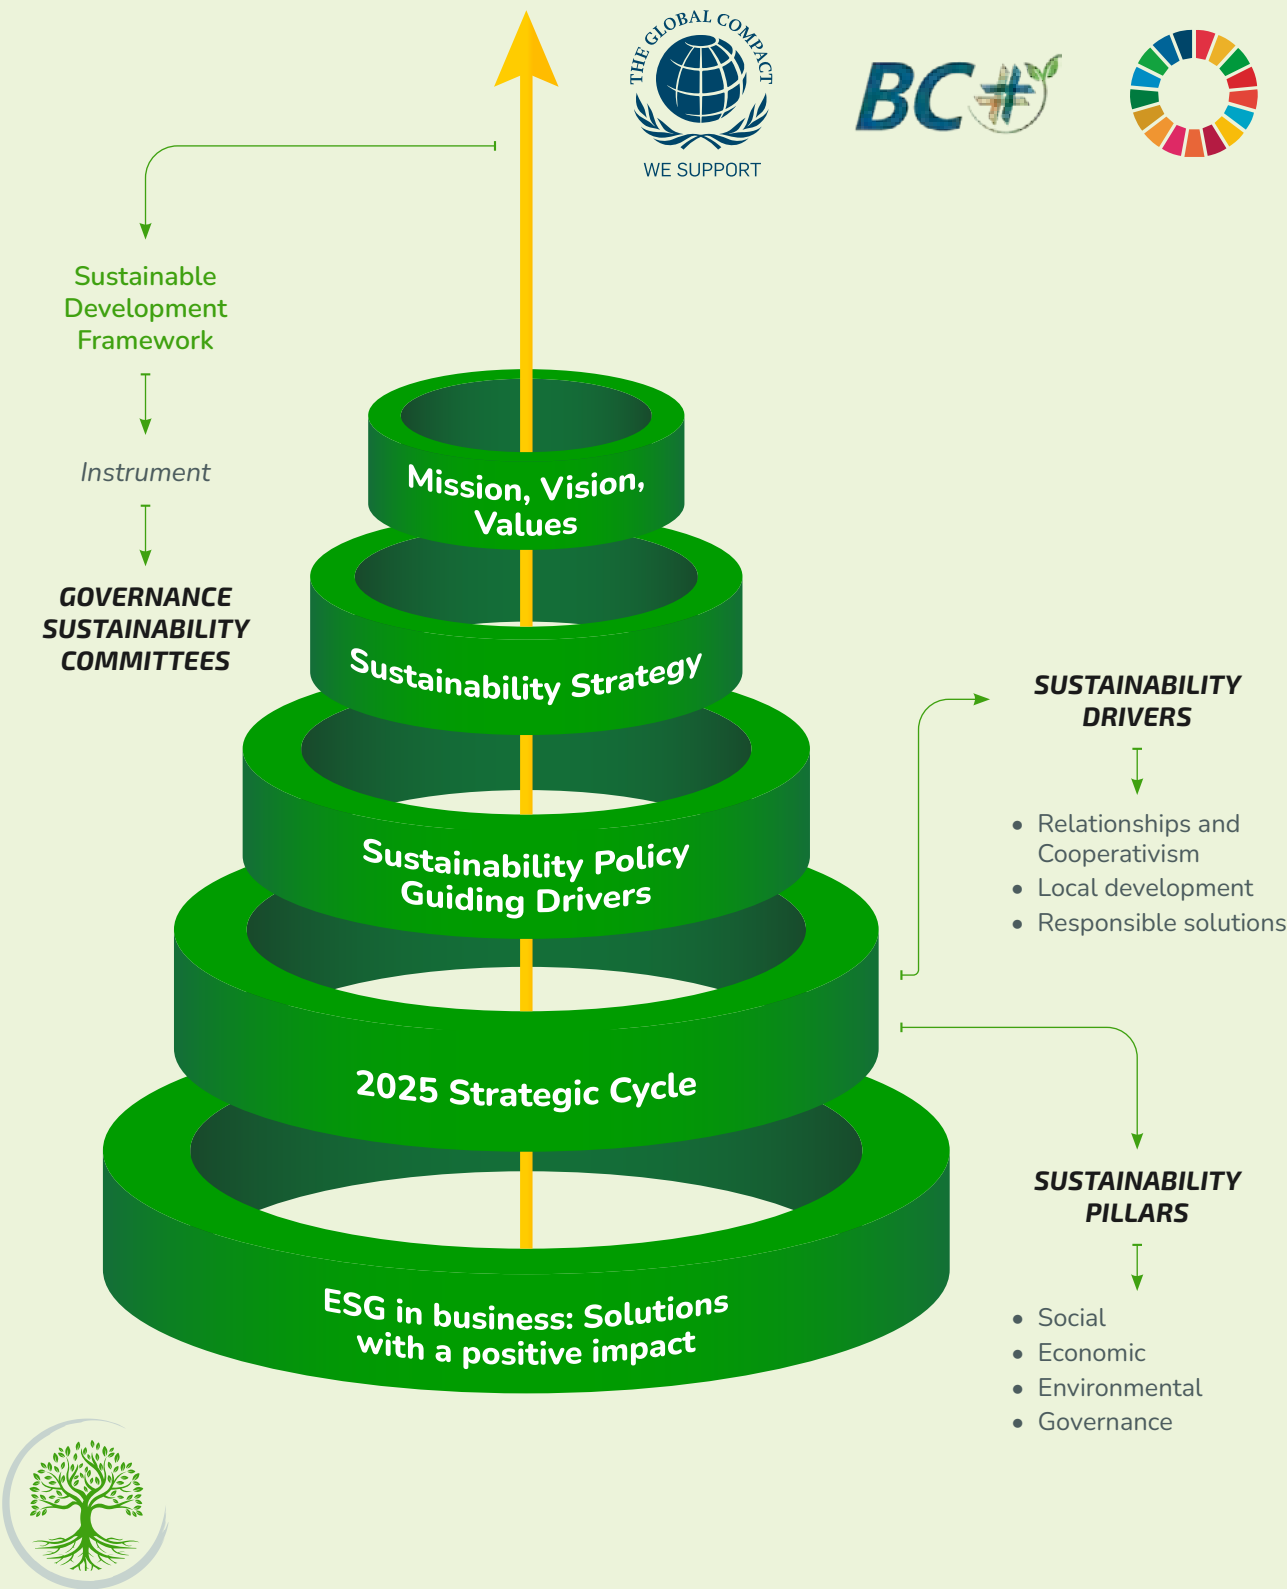 THE GLOBAL COMPACT
WE SUPPORT
BC
Sustainable
Development
Framework
Instrument
GOVERNANCE
SUSTAINABILITY
COMMITTEES
Mission, Vision,
Values
Sustainability Strategy
Sustainability Policy
Guiding Drivers
2025 Strategic Cycle
ESG in business: Solutions
with a positive impact
SUSTAINABILITY
DRIVERS
• Relationships and
Cooperativism
• Local development
• Responsible solutions
SUSTAINABILITY
PILLARS
• Social
• Economic
• Environmental
• Governance